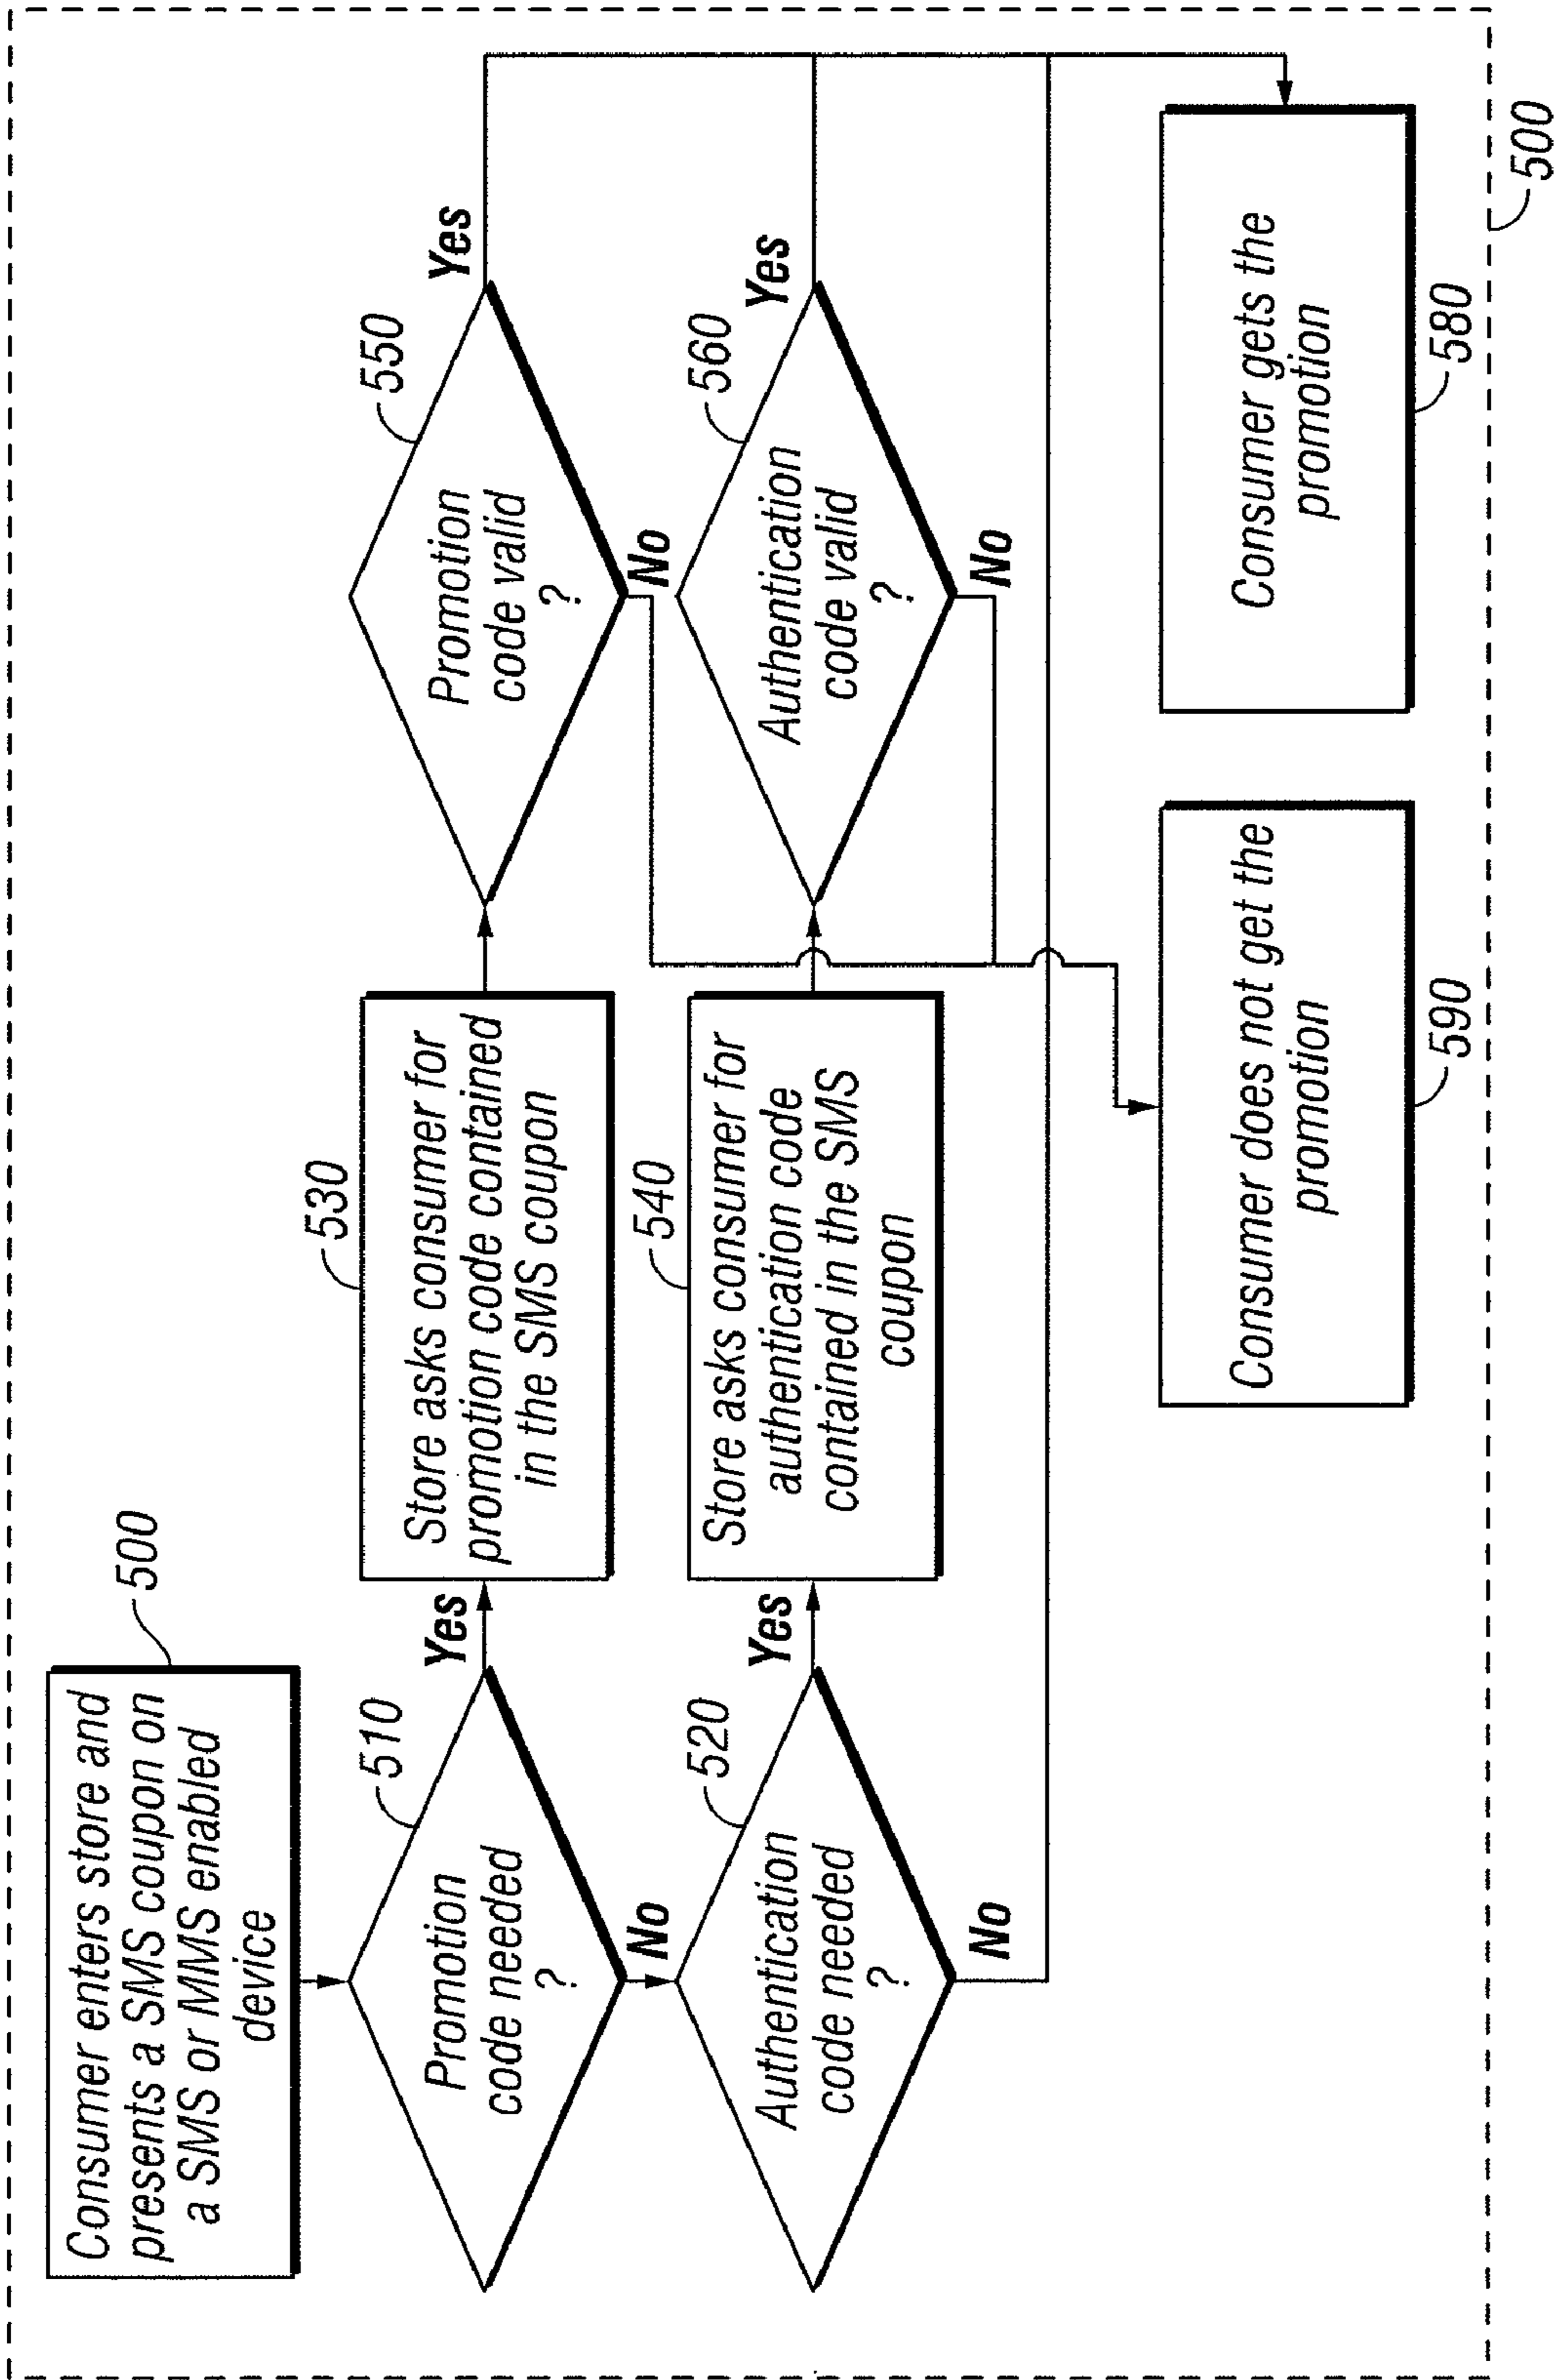 Consumer enters store and
presents a SMS coupon on
a SMS or MMS enabled
device
500
Promotion
code needed
?
510
Yes
No
Store asks consumer for
promotion code contained
in the SMS coupon
530
Promotion
code valid
?
550
Yes
No
Authentication
code needed
?
520
Yes
No
Store asks consumer for
authentication code
contained in the SMS
coupon
540
Authentication
code valid
?
560
Yes
No
Consumer does not get the
promotion
590
Consumer gets the
promotion
580
500